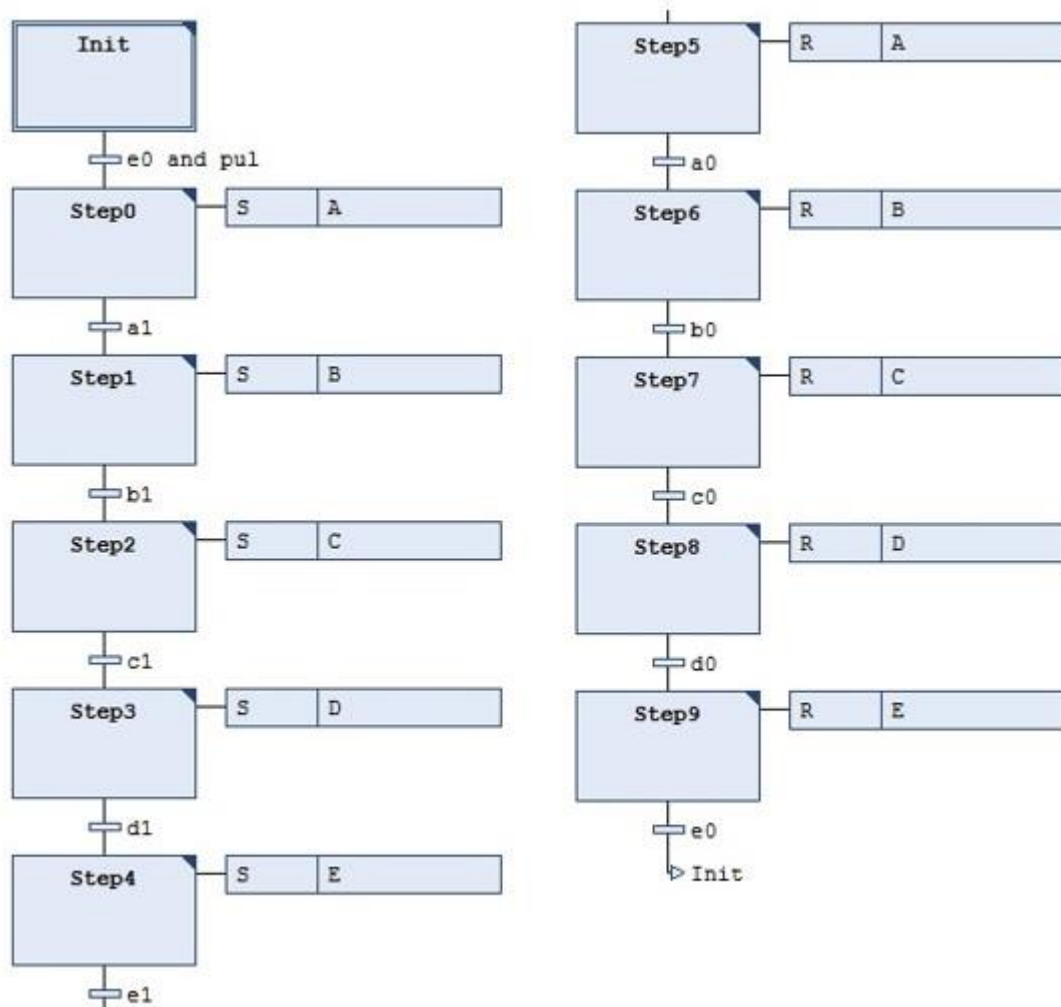 Init
e0 and pul
Step0 S A
a1
Step1 S B
b1
Step2 S C
c1
Step3 S D
d1
Step4 S E
e1
Step5 R A
a0
Step6 R B
b0
Step7 R C
c0
Step8 R D
d0
Step9 R E
e0
Init